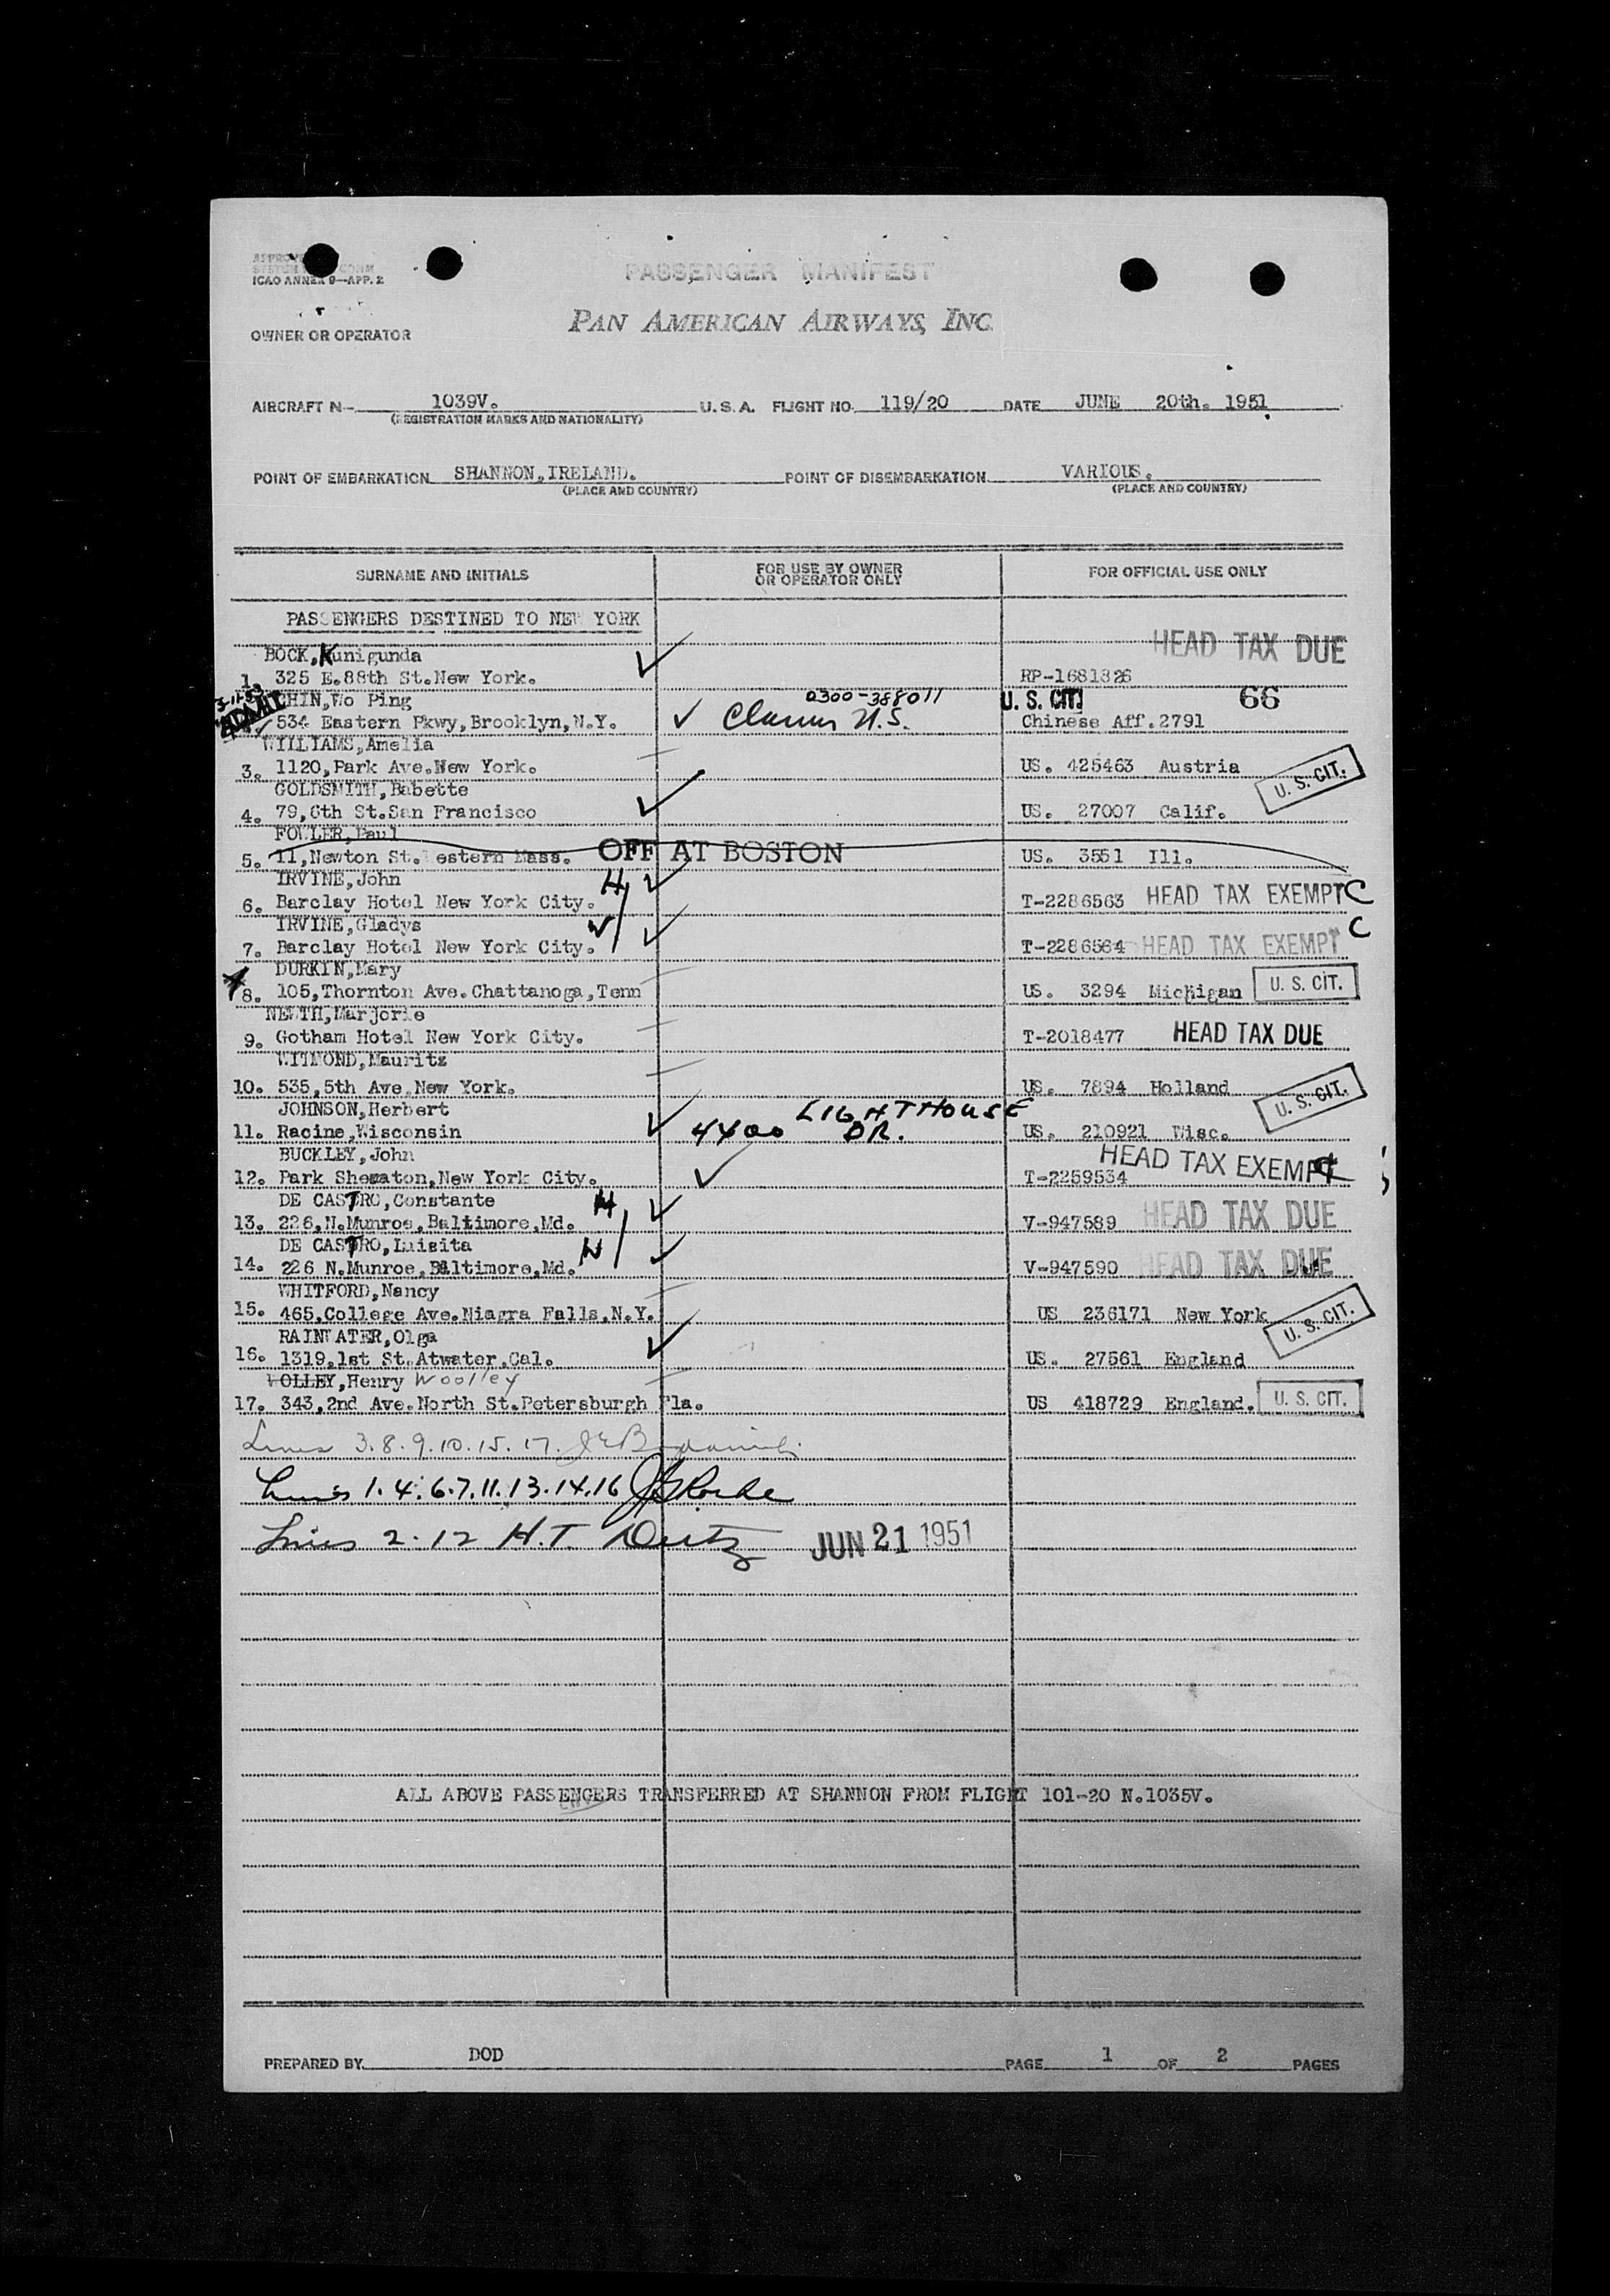 ICAO ANNEX 9—APP. 2
PASSENGER MANIFEST
OWNER OR OPERATOR
PAN AMERICAN AIRWAYS, INC.
AIRCRAFT N- 1039V. U.S.A. FLIGHT NO. 119/20 DATE JUNE 20th. 1951
(REGISTRATION MARKS AND NATIONALITY)
POINT OF EMBARKATION SHANNON, IRELAND. POINT OF DISEMBARKATION VARIOUS.
(PLACE AND COUNTRY) (PLACE AND COUNTRY)
SURNAME AND INITIALS FOR USE BY OWNER OR OPERATOR ONLY FOR OFFICIAL USE ONLY
PASSENGERS DESTINED TO NEW YORK
HEAD TAX DUE
BOCK, Kunigunda
1. 325 E.88th St.New York. RP-1681326
ADMIT CHIN, Wo Ping 0300-388011 U.S. CIT. 66
534 Eastern Pkwy, Brooklyn, N.Y. Claims U.S. Chinese Aff.2791
WILLIAMS, Amelia
3. 1120, Park Ave.New York. US. 425463 Austria U. S. CIT.
GOLDSMITH, Babette
4. 79, 6th St.San Francisco US. 27007 Calif.
FOWLER, Paul
5. 11, Newton St. Western Mass. OFF AT BOSTON US. 3551 Ill.
IRVINE, John H
6. Barclay Hotel New York City. T-2286563 HEAD TAX EXEMPT C
IRVINE, Gladys W
7. Barclay Hotel New York City. T-2286564 HEAD TAX EXEMPT C
DURKIN, Mary
8. 105, Thornton Ave.Chattanoga, Tenn US. 3294 Michigan U. S. CIT.
NEWTH, Marjorie
9. Gotham Hotel New York City. T-2018477 HEAD TAX DUE
WITMOND, Mauritz
10. 535, 5th Ave.New York. US. 7894 Holland U. S. CIT.
JOHNSON, Herbert
11. Racine, Wisconsin 4400 LIGHTHOUSE DR. US. 210921 Wisc.
BUCKLEY, John
12. Park Sheraton, New York City. T-2259534 HEAD TAX EXEMPT
DE CASTRO, Constante H
13. 226, N.Munroe, Baltimore, Md. V-947589 HEAD TAX DUE
DE CASTRO, Luisita W
14. 226 N.Munroe, Baltimore, Md. V-947590 HEAD TAX DUE
WHITFORD, Nancy
15. 465, College Ave.Niagra Falls, N.Y. US 236171 New York U. S. CIT.
RAINWATER, Olga
16. 1319, 1st St.Atwater, Cal. US. 27561 England
WOLLEY, Henry Woolley
17. 343, 2nd Ave.North St.Petersburgh Fla. US 418729 England. U. S. CIT.
Lines 3.8.9.10.15.17.
Lines 1.4.6.7.11.13.14.16
Lines 2.12 H.T. Deitz JUN 21 1951
ALL ABOVE PASSENGERS TRANSFERRED AT SHANNON FROM FLIGHT 101-20 N.1035V.
PREPARED BY DOD PAGE 1 OF 2 PAGES